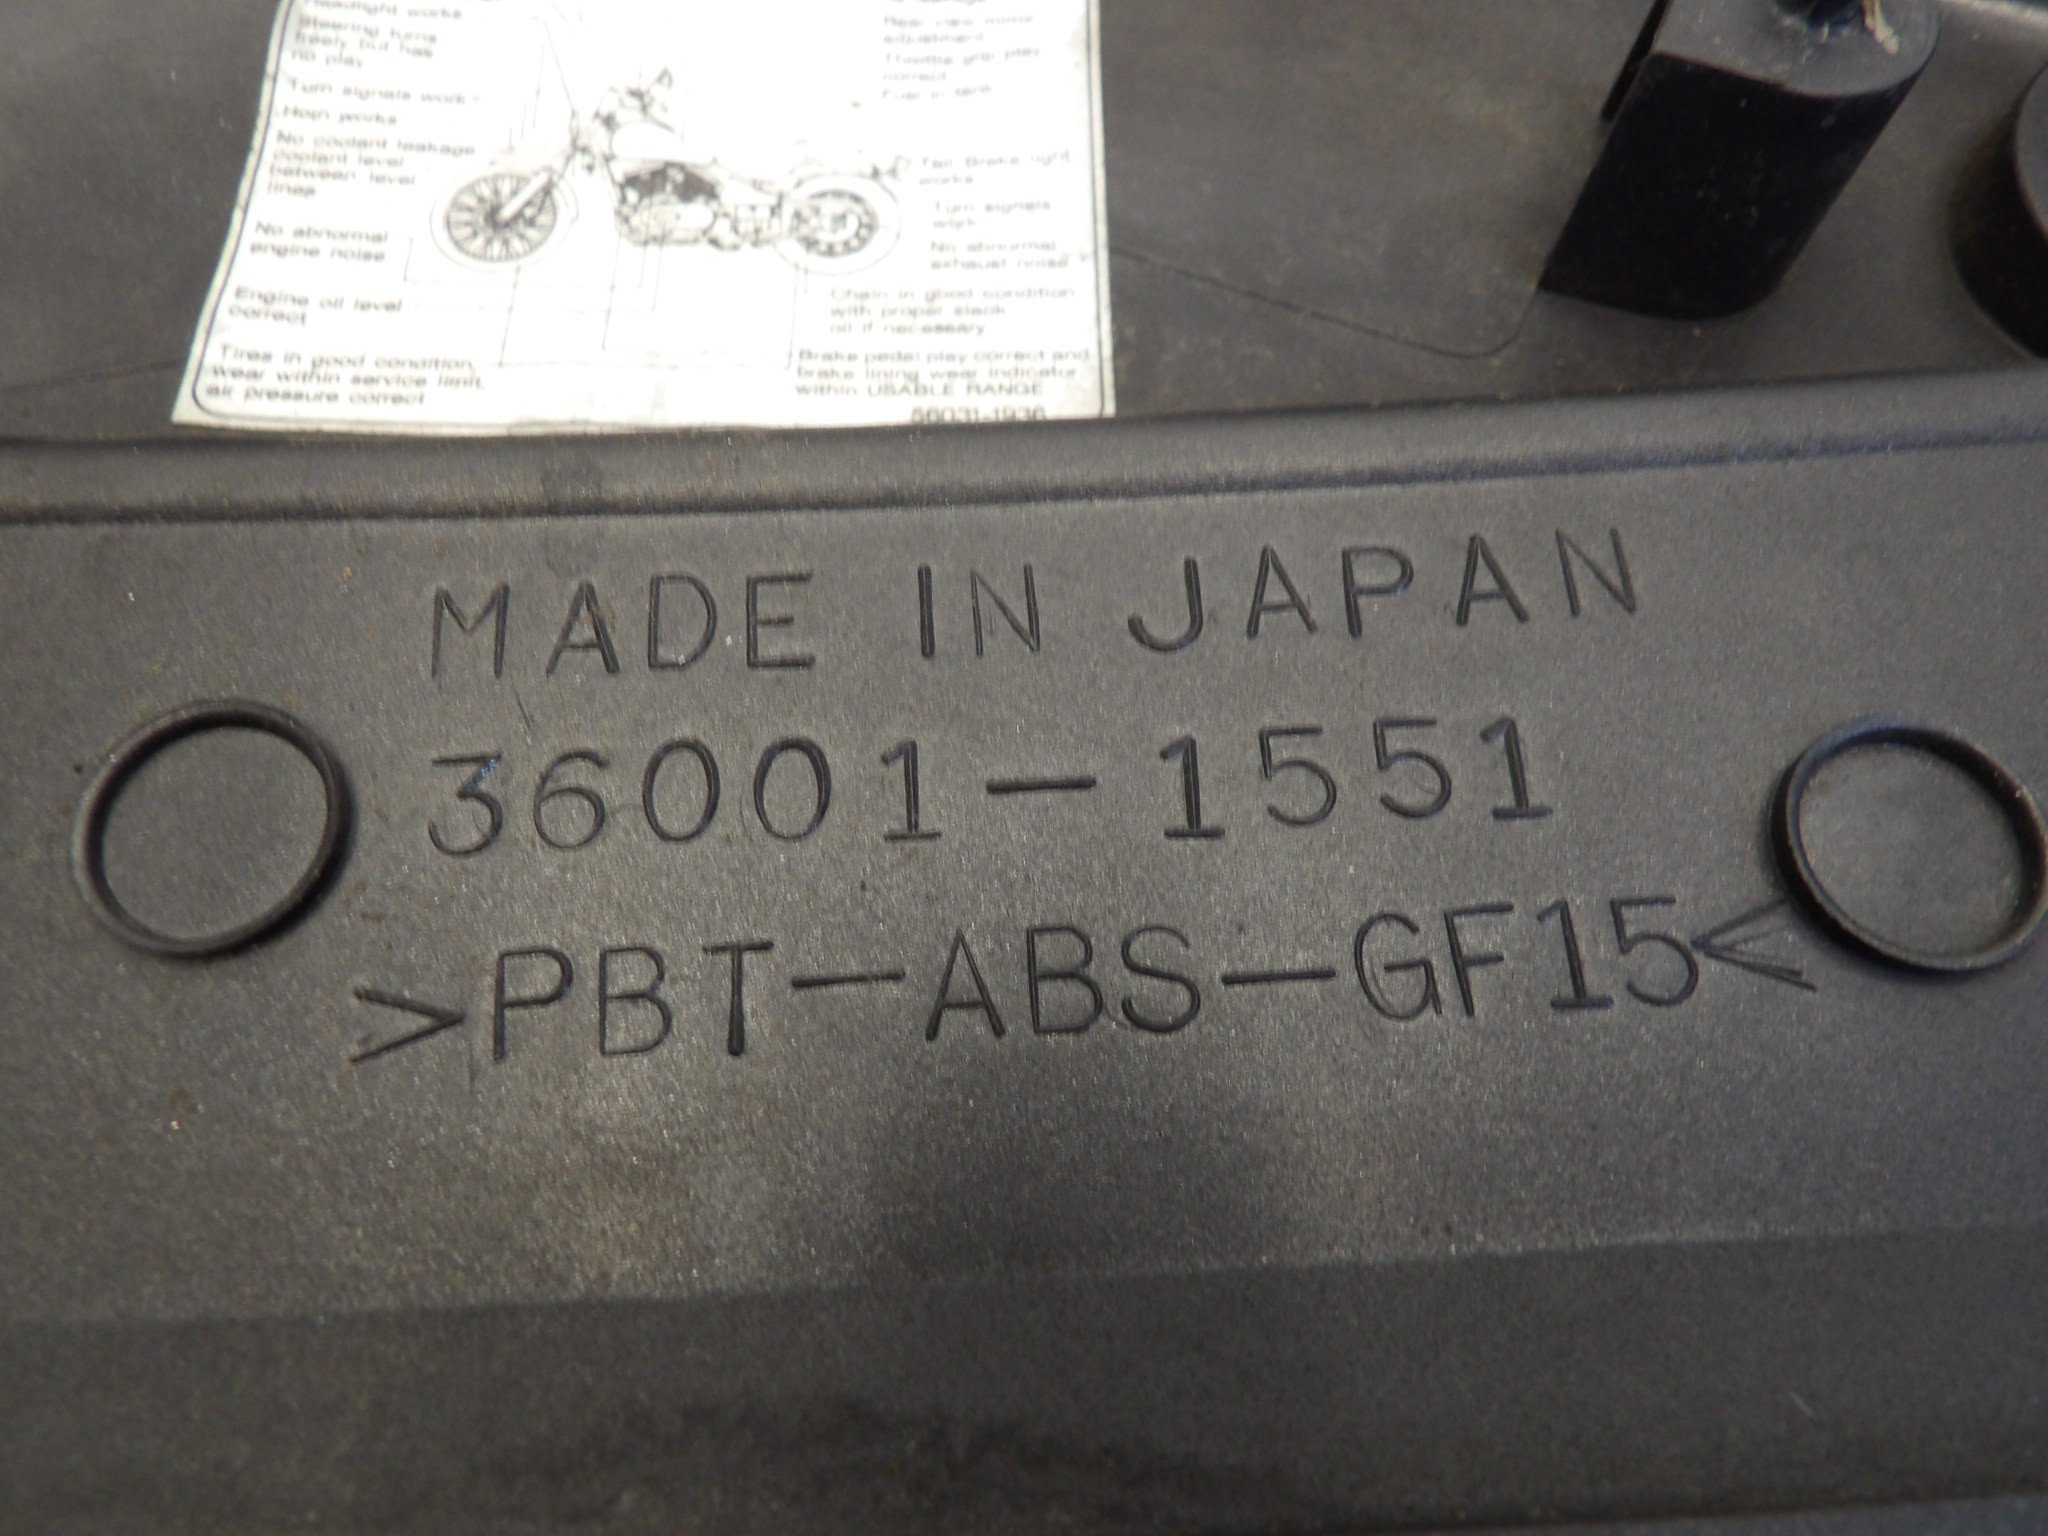 Headlight works
Steering turns
freely but has
no play
Turn signals work
Horn works
No coolant leakage
coolant level
between level
lines
No abnormal
engine noise
Engine oil level
correct
Tires in good condition,
wear within service limit,
air pressure correct
Rear view mirror
adjustment
Throttle grip play
correct
Fuel in tank
Tail Brake light
works
Turn signals
work
No abnormal
exhaust noise
Chain in good condition
with proper slack
oil if necessary
Brake pedal play correct and
brake lining wear indicator
within USABLE RANGE
56031-1936
MADE IN JAPAN
36001-1551
>PBT-ABS-GF15<